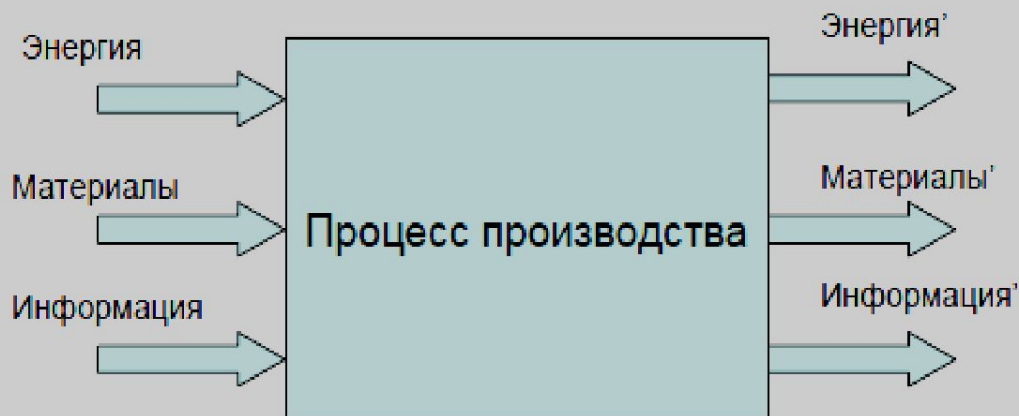 Энергия
Материалы
Информация
Процесс производства
Энергия'
Материалы'
Информация'